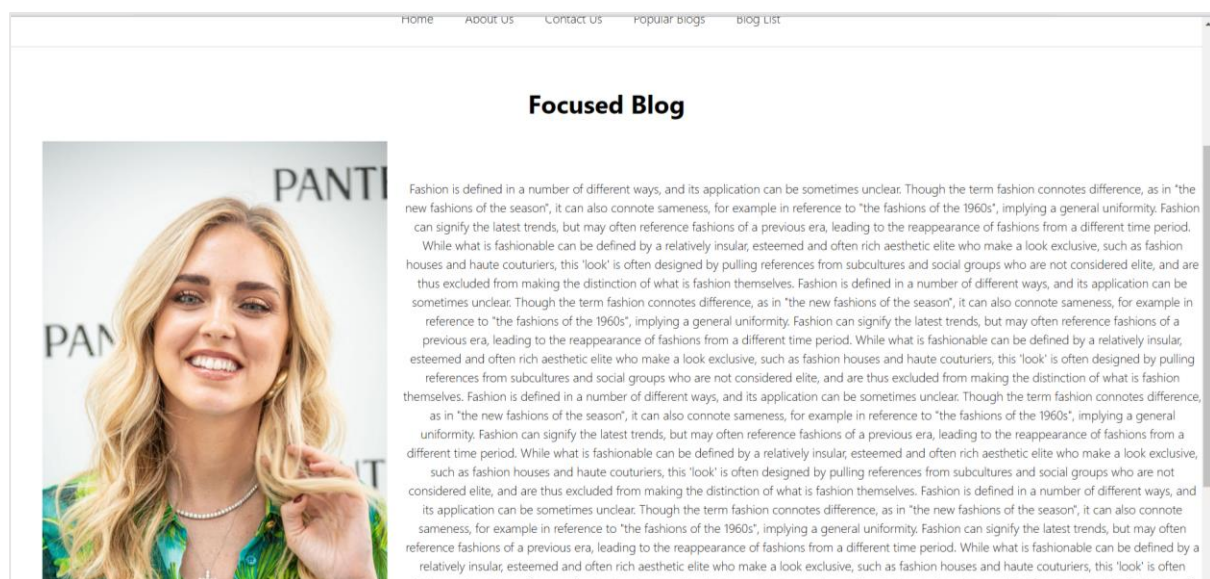 Home About Us Contact Us Popular Blogs Blog List
Focused Blog
PANTE
Fashion is defined in a number of different ways, and its application can be sometimes unclear. Though the term fashion connotes difference, as in "the
new fashions of the season", it can also connote sameness, for example in reference to "the fashions of the 1960s", implying a general uniformity. Fashion
can signify the latest trends, but may often reference fashions of a previous era, leading to the reappearance of fashions from a different time period.
While what is fashionable can be defined by a relatively insular, esteemed and often rich aesthetic elite who make a look exclusive, such as fashion
houses and haute couturiers, this 'look' is often designed by pulling references from subcultures and social groups who are not considered elite, and are
thus excluded from making the distinction of what is fashion themselves. Fashion is defined in a number of different ways, and its application can be
sometimes unclear. Though the term fashion connotes difference, as in "the new fashions of the season", it can also connote sameness, for example in
reference to "the fashions of the 1960s", implying a general uniformity. Fashion can signify the latest trends, but may often reference fashions of a
PAN
previous era, leading to the reappearance of fashions from a different time period. While what is fashionable can be defined by a relatively insular,
esteemed and often rich aesthetic elite who make a look exclusive, such as fashion houses and haute couturiers, this 'look' is often designed by pulling
references from subcultures and social groups who are not considered elite, and are thus excluded from making the distinction of what is fashion
themselves. Fashion is defined in a number of different ways, and its application can be sometimes unclear. Though the term fashion connotes difference,
as in "the new fashions of the season", it can also connote sameness, for example in reference to "the fashions of the 1960s", implying a general
uniformity. Fashion can signify the latest trends, but may often reference fashions of a previous era, leading to the reappearance of fashions from a
different time period. While what is fashionable can be defined by a relatively insular, esteemed and often rich aesthetic elite who make a look exclusive,
such as fashion houses and haute couturiers, this 'look' is often designed by pulling references from subcultures and social groups who are not
considered elite, and are thus excluded from making the distinction of what is fashion themselves. Fashion is defined in a number of different ways, and
its application can be sometimes unclear. Though the term fashion connotes difference, as in "the new fashions of the season", it can also connote
sameness, for example in reference to "the fashions of the 1960s", implying a general uniformity. Fashion can signify the latest trends, but may often
reference fashions of a previous era, leading to the reappearance of fashions from a different time period. While what is fashionable can be defined by a
relatively insular, esteemed and often rich aesthetic elite who make a look exclusive, such as fashion houses and haute couturiers, this 'look' is often